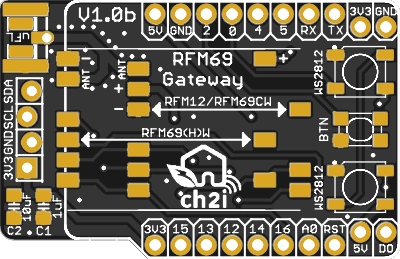 V1.0b
5V GND 2 0 4 5 RX TX
3V3 GND
UFL
ANT
ANT
+
-
RFM69
Gateway
+
RFM12/RFM69CW
RFM69(H)W
WS2812
BTN
WS2812
3V3GNDSCLSDA
10uF
1uF
C2 C1
ch2i
3V3 15 13 12 14 16 A0 RST
5V DO